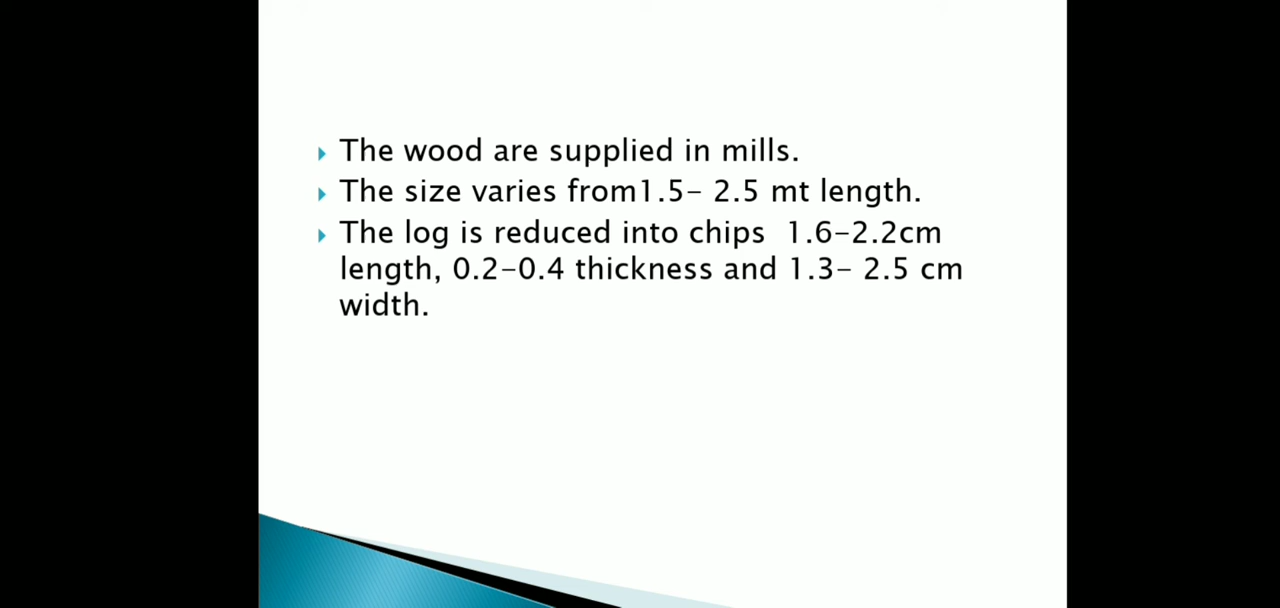 The wood are supplied in mills.
The size varies from1.5- 2.5 mt length.
The log is reduced into chips  1.6-2.2cm
length, 0.2-0.4 thickness and 1.3- 2.5 cm
width.